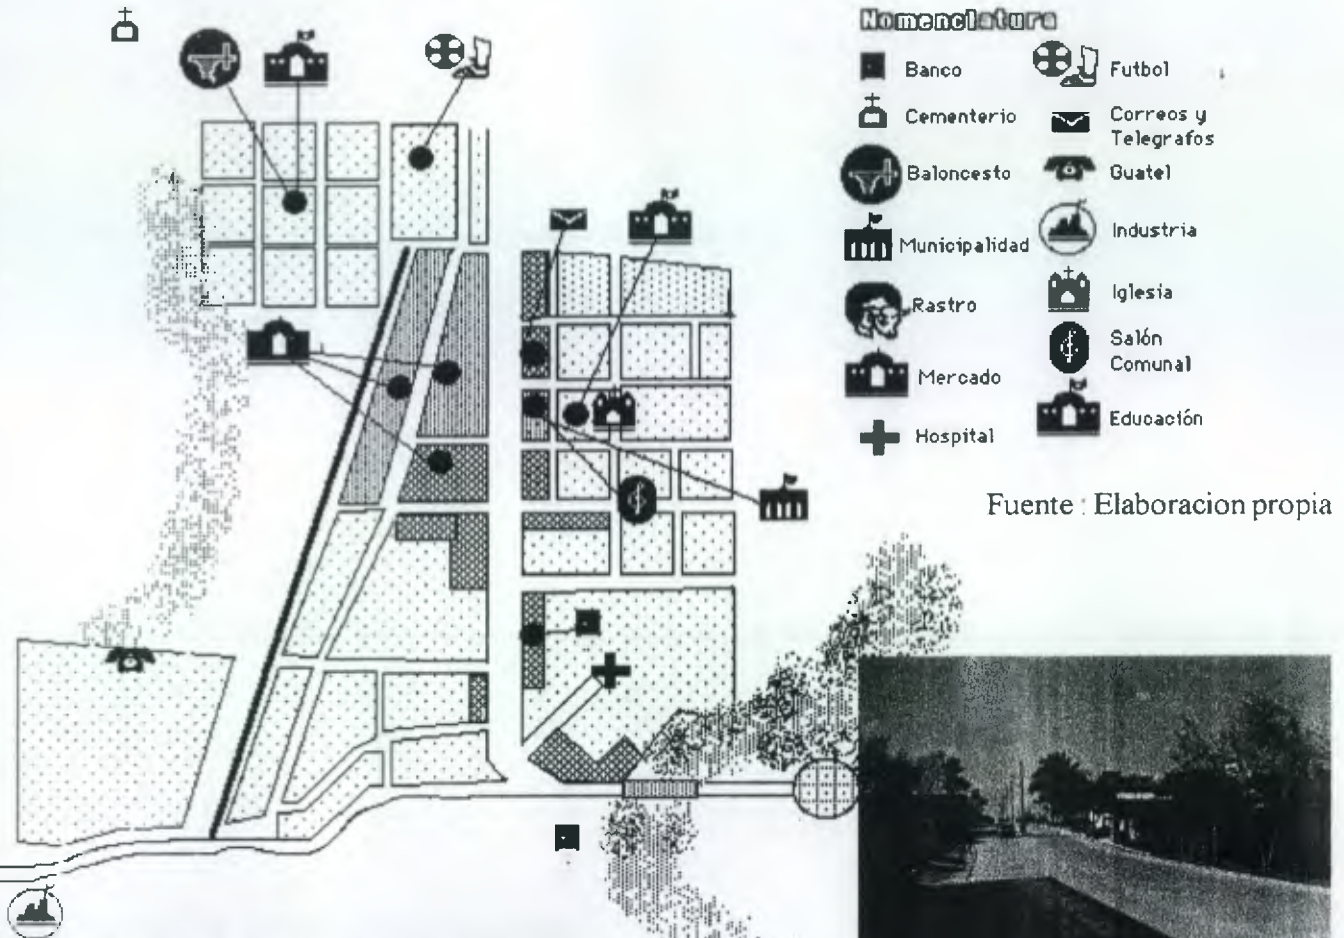 Nomenclatura
Banco
Cementerio
Baloncesto
Municipalidad
Rastro
Mercado
Hospital
Futbol
Correos y
Telegrafos
Guatel
Industria
Iglesia
Salón
Comunal
Educación
Fuente : Elaboracion propia